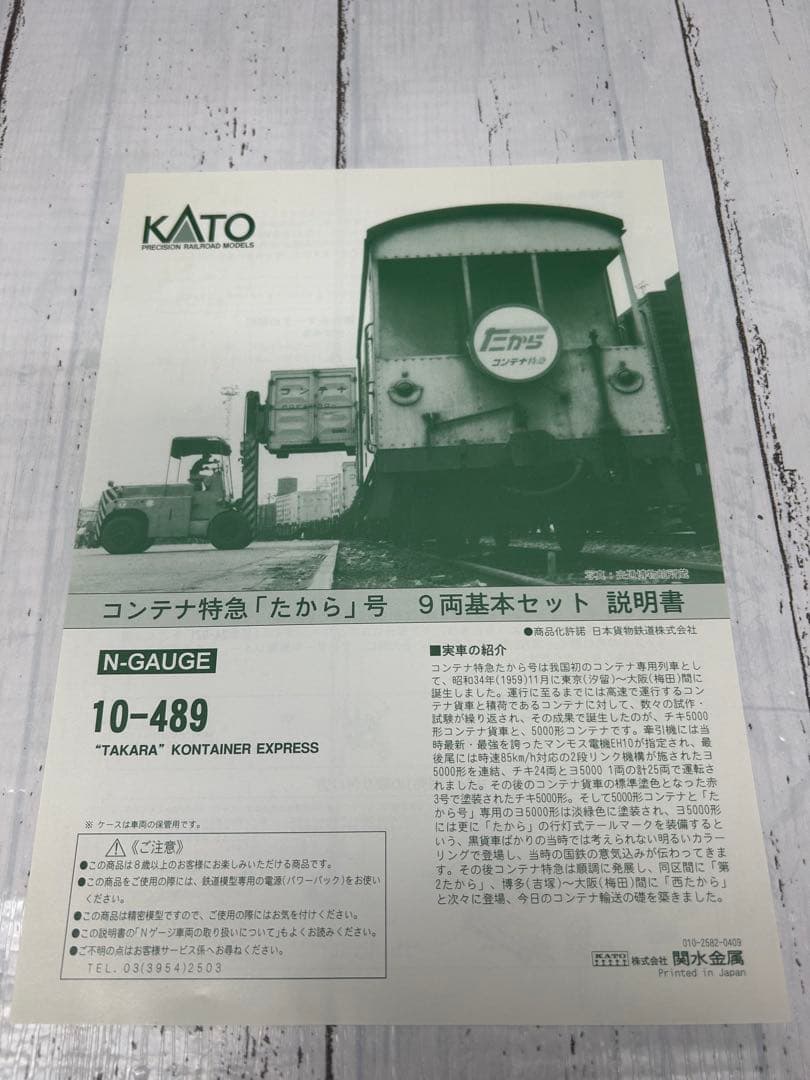 KATO
PRECISION RAILROAD MODELS
たから
コンテナ特急
コンテナ
写真：交通博物館所蔵
コンテナ特急「たから」号 9両基本セット 説明書
●商品化許諾 日本貨物鉄道株式会社
N-GAUGE
10-489
“TAKARA” KONTAINER EXPRESS
■実車の紹介
コンテナ特急たから号は我国初のコンテナ専用列車とし
て、昭和34年(1959)11月に東京(汐留)～大阪(梅田)間に
誕生しました。運行に至るまでには高速で運行するコン
テナ貨車と積荷であるコンテナに対して、数々の試作・
試験が繰り返され、その成果で誕生したのが、チキ5000
形コンテナ貨車と、5000形コンテナです。牽引機には当
時最新・最強を誇ったマンモス電機EH10が指定され、最
後尾には時速85km/h対応の2段リンク機構が施されたヨ
5000形を連結、チキ24両とヨ5000 1両の計25両で運転さ
れました。その後のコンテナ貨車の標準塗色となった赤
3号で塗装されたチキ5000形。そして5000形コンテナと「た
から号」専用のヨ5000形は淡緑色に塗装され、ヨ5000形
には更に「たから」の行灯式テールマークを装備すると
いう、黒貨車ばかりの当時では考えられない明るいカラー
リングで登場し、当時の国鉄の意気込みが伝わってきま
す。その後コンテナ特急は順調に発展し、同区間に「第
2たから」、博多(吉塚)～大阪(梅田)間に「西たから」
と次々に登場、今日のコンテナ輸送の礎を築きました。
※ ケースは車両の保管用です。
《ご注意》
●この商品は8歳以上のお客様にお楽しみいただける商品です。
●この商品をご使用の際には、鉄道模型専用の電源(パワーパック)をお使い
ください。
●この商品は精密模型ですので、ご使用の際にはお気を付けください。
●この説明書の「Nゲージ車両の取り扱いについて」もよくお読みください。
●ご不明の点はお客様サービス係へお尋ねください。
TEL. 03(3954)2503
010-2582-0409
KATO 株式会社 関水金属
Printed in Japan